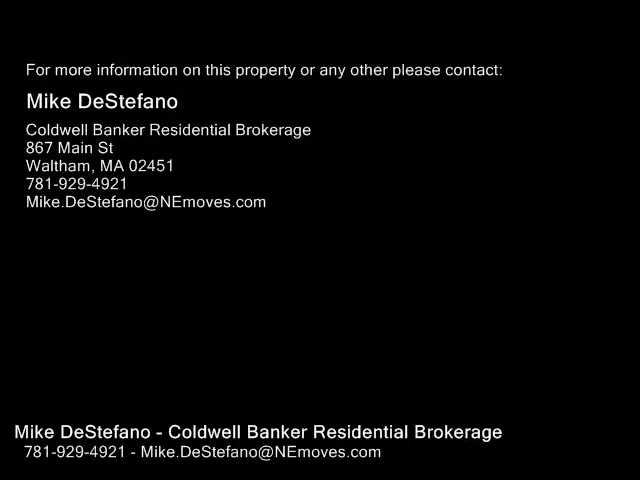 For more information on this property or any other please contact:
Mike DeStefano
Coldwell Banker Residential Brokerage
867 Main St
Waltham, MA 02451
781-929-4921
Mike.DeStefano@NEmoves.com
Mike DeStefano - Coldwell Banker Residential Brokerage
781-929-4921 - Mike.DeStefano@NEmoves.com